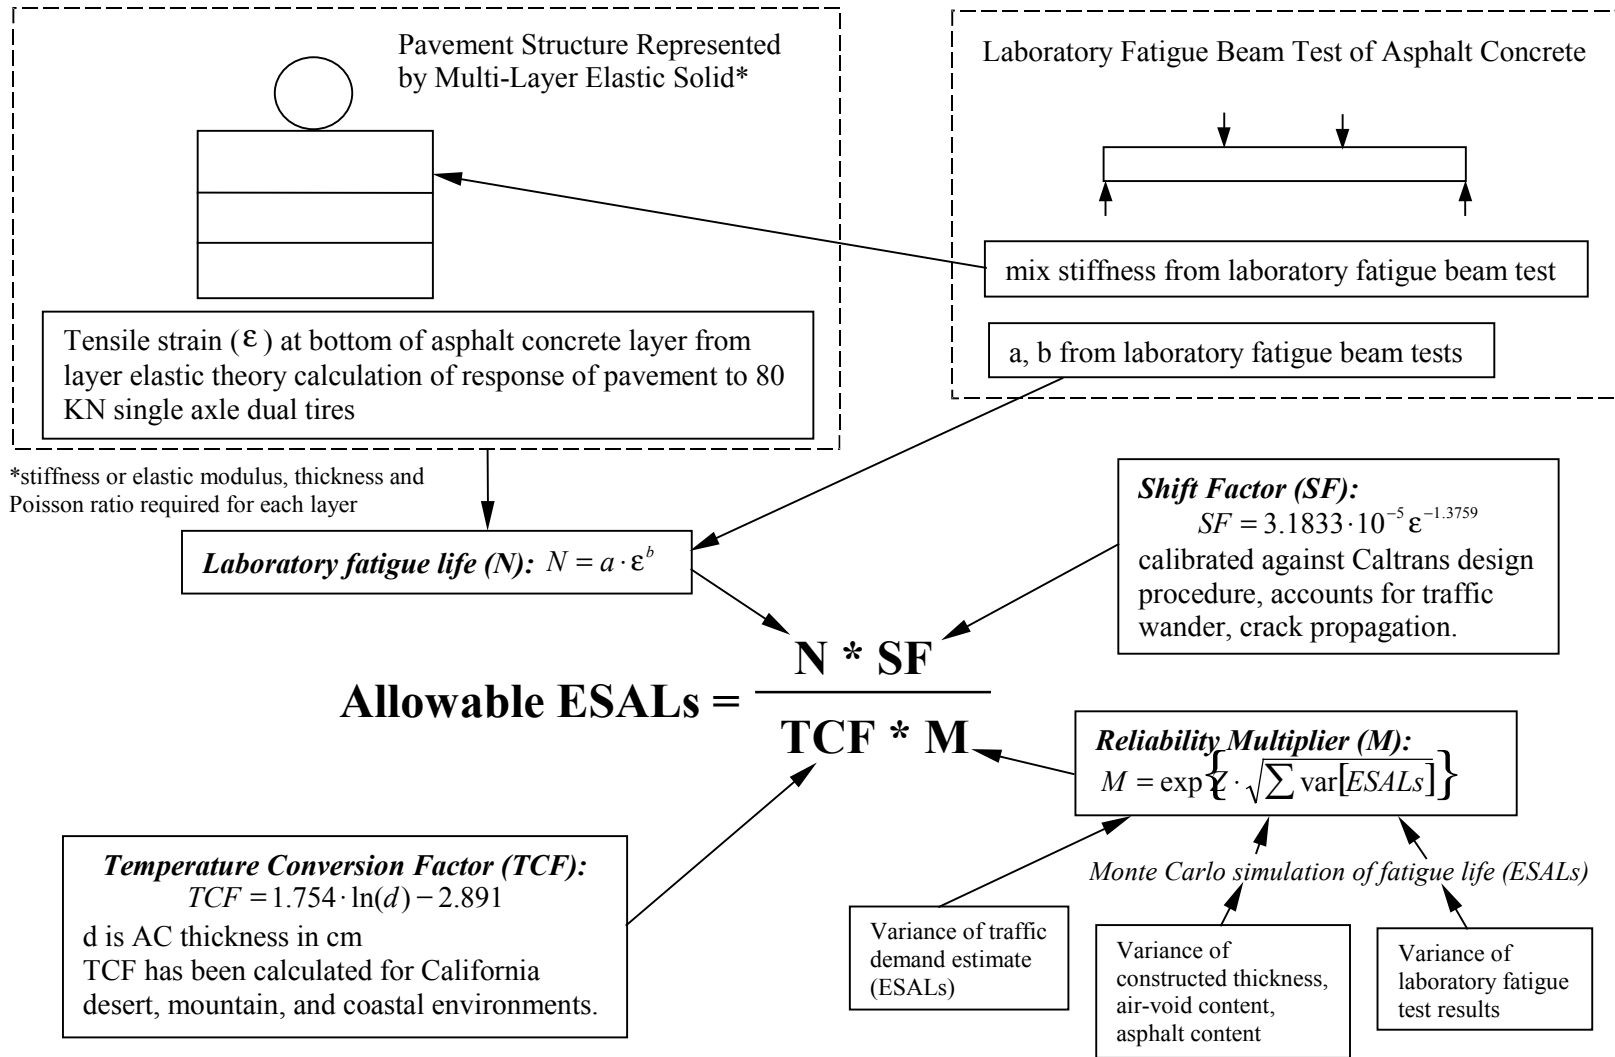 Pavement Structure Represented
by Multi-Layer Elastic Solid*
Tensile strain (ε) at bottom of asphalt concrete layer from
layer elastic theory calculation of response of pavement to 80
KN single axle dual tires
*stiffness or elastic modulus, thickness and
Poisson ratio required for each layer
Laboratory Fatigue Beam Test of Asphalt Concrete
mix stiffness from laboratory fatigue beam test
a, b from laboratory fatigue beam tests
Laboratory fatigue life (N): N = a · ε^b
Shift Factor (SF):
SF = 3.1833 · 10^−5 ε^−1.3759
calibrated against Caltrans design
procedure, accounts for traffic
wander, crack propagation.
N * SF
Allowable ESALs =
TCF * M
Reliability Multiplier (M):
M = exp{Z · √∑ var[ESALs]}
Monte Carlo simulation of fatigue life (ESALs)
Temperature Conversion Factor (TCF):
TCF = 1.754 · ln(d) − 2.891
d is AC thickness in cm
TCF has been calculated for California
desert, mountain, and coastal environments.
Variance of traffic
demand estimate
(ESALs)
Variance of
constructed thickness,
air-void content,
asphalt content
Variance of
laboratory fatigue
test results